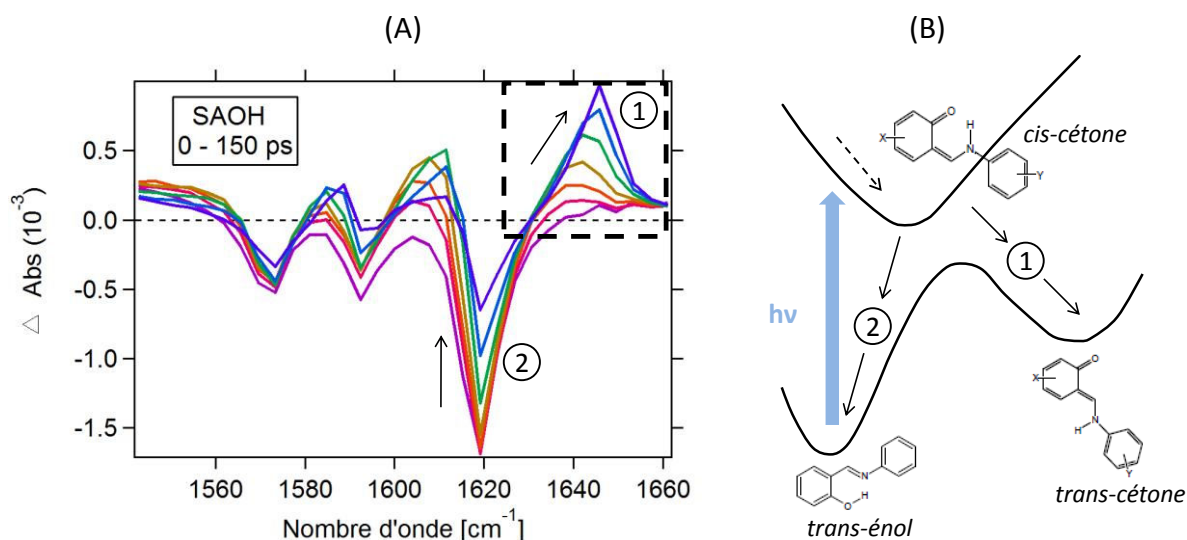 (A)
(B)
SAOH
0 - 150 ps
1
2
0.5
0.0
-0.5
-1.0
-1.5
△ Abs (10⁻³)
1560
1580
1600
1620
1640
1660
Nombre d'onde [cm⁻¹]
O
H
X
N
Y
cis-cétone
hν
1
2
N
H
O
trans-énol
O
X
N
H
Y
trans-cétone